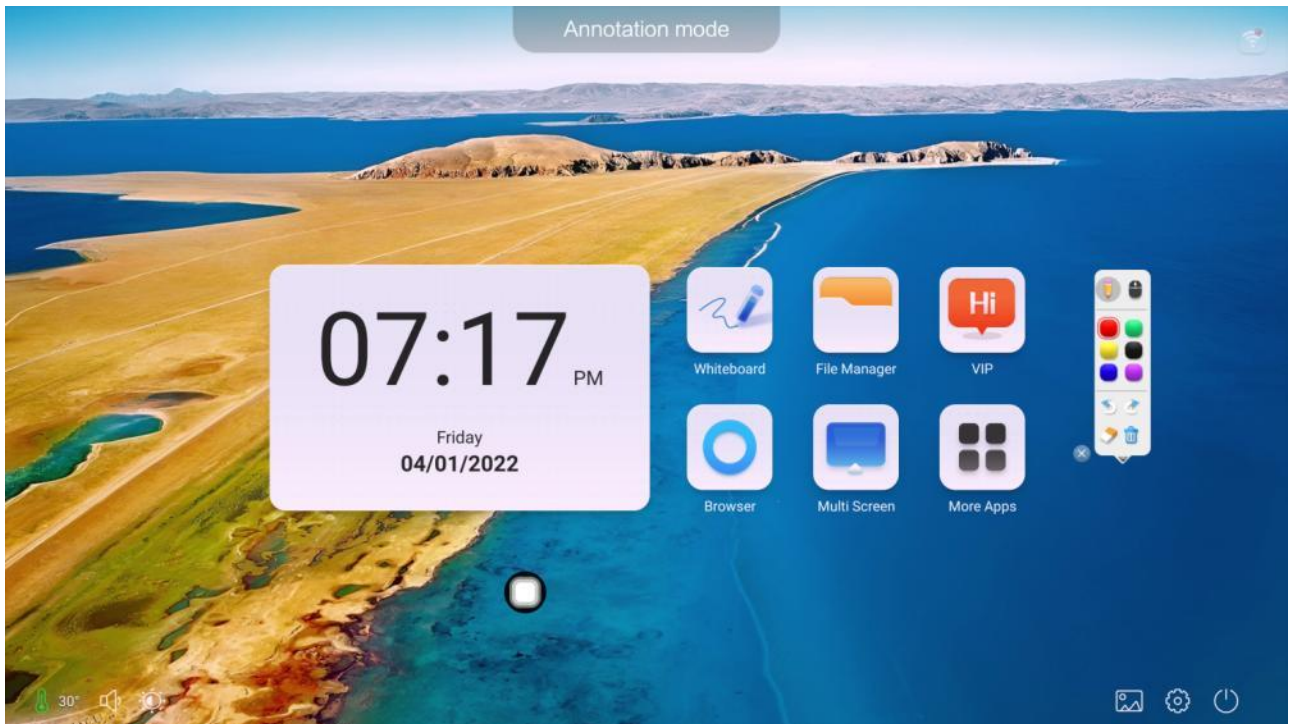 Annotation mode
07:17 PM
Friday
04/01/2022
Hi
Whiteboard
File Manager
VIP
Browser
Multi Screen
More Apps
30°